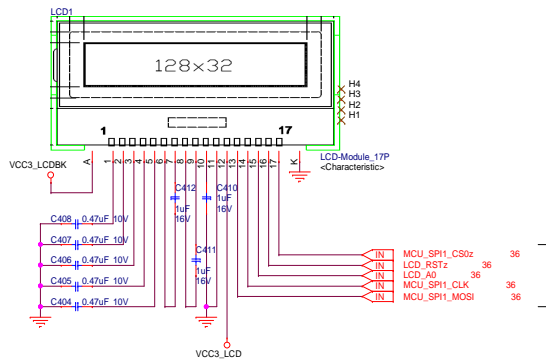 LCD1
128x32
H4
H3
H2
H1
1 17
LCD-Module_17P
<Characteristic>
VCC3_LCDBK
A 1 2 3 4 5 6 7 8 9 10 11 12 13 14 15 16 17 K
C412
1uF
16V
C410
1uF
16V
C408 0.47uF 10V
C407 0.47uF 10V
C406 0.47uF 10V
C405 0.47uF 10V
C404 0.47uF 10V
C411
1uF
16V
IN MCU_SPI1_CS0z 36
IN LCD_RSTz 36
IN LCD_A0 36
IN MCU_SPI1_CLK 36
IN MCU_SPI1_MOSI 36
VCC3_LCD